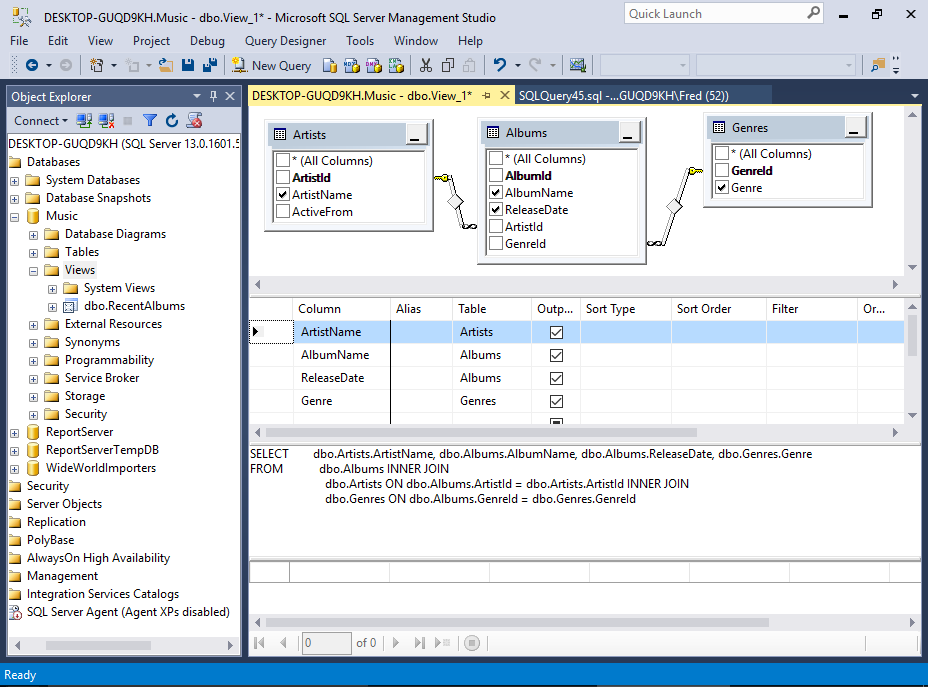 DESKTOP-GUQD9KH.Music - dbo.View_1* - Microsoft SQL Server Management Studio
Quick Launch
File Edit View Project Debug Query Designer Tools Window Help
New Query
Object Explorer
Connect
DESKTOP-GUQD9KH (SQL Server 13.0.1601.5
Databases
System Databases
Database Snapshots
Music
Database Diagrams
Tables
Views
System Views
dbo.RecentAlbums
External Resources
Synonyms
Programmability
Service Broker
Storage
Security
ReportServer
ReportServerTempDB
WideWorldImporters
Security
Server Objects
Replication
PolyBase
AlwaysOn High Availability
Management
Integration Services Catalogs
SQL Server Agent (Agent XPs disabled)
DESKTOP-GUQD9KH.Music - dbo.View_1* SQLQuery45.sql -...GUQD9KH\Fred (52))
Artists
* (All Columns)
ArtistId
ArtistName
ActiveFrom
Albums
* (All Columns)
AlbumId
AlbumName
ReleaseDate
ArtistId
GenreId
Genres
* (All Columns)
GenreId
Genre
Column Alias Table Outp... Sort Type Sort Order Filter Or...
ArtistName Artists
AlbumName Albums
ReleaseDate Albums
Genre Genres
SELECT dbo.Artists.ArtistName, dbo.Albums.AlbumName, dbo.Albums.ReleaseDate, dbo.Genres.Genre
FROM dbo.Albums INNER JOIN
dbo.Artists ON dbo.Albums.ArtistId = dbo.Artists.ArtistId INNER JOIN
dbo.Genres ON dbo.Albums.GenreId = dbo.Genres.GenreId
0 of 0
Ready